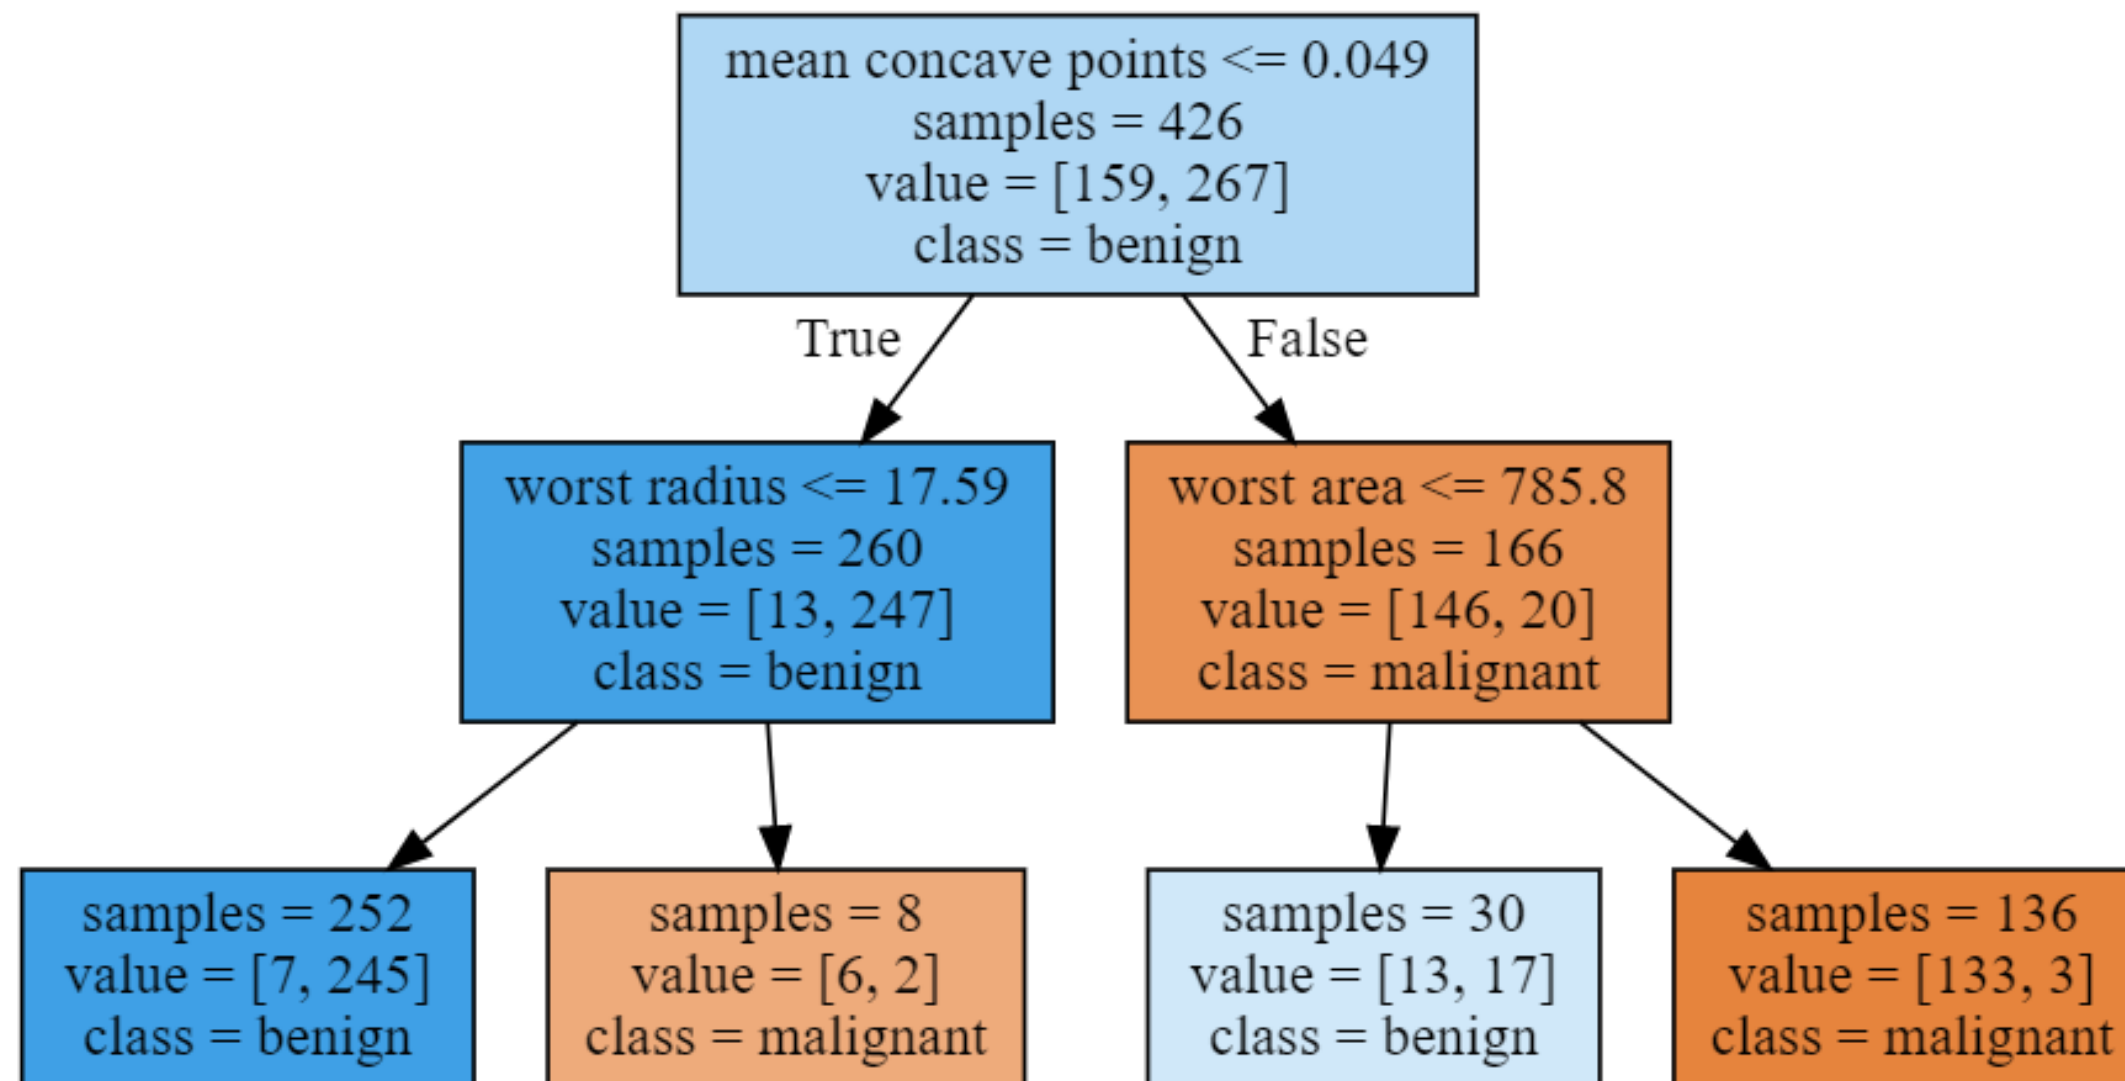 mean concave points <= 0.049
samples = 426
value = [159, 267]
class = benign
True
False
worst radius <= 17.59
samples = 260
value = [13, 247]
class = benign
worst area <= 785.8
samples = 166
value = [146, 20]
class = malignant
samples = 252
value = [7, 245]
class = benign
samples = 8
value = [6, 2]
class = malignant
samples = 30
value = [13, 17]
class = benign
samples = 136
value = [133, 3]
class = malignant